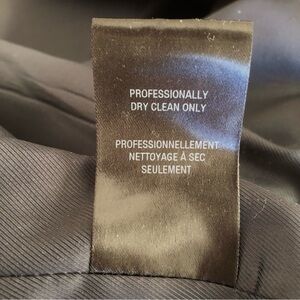 PROFESSIONALLY
DRY CLEAN ONLY
PROFESSIONNELLEMENT
NETTOYAGE À SEC
SEULEMENT